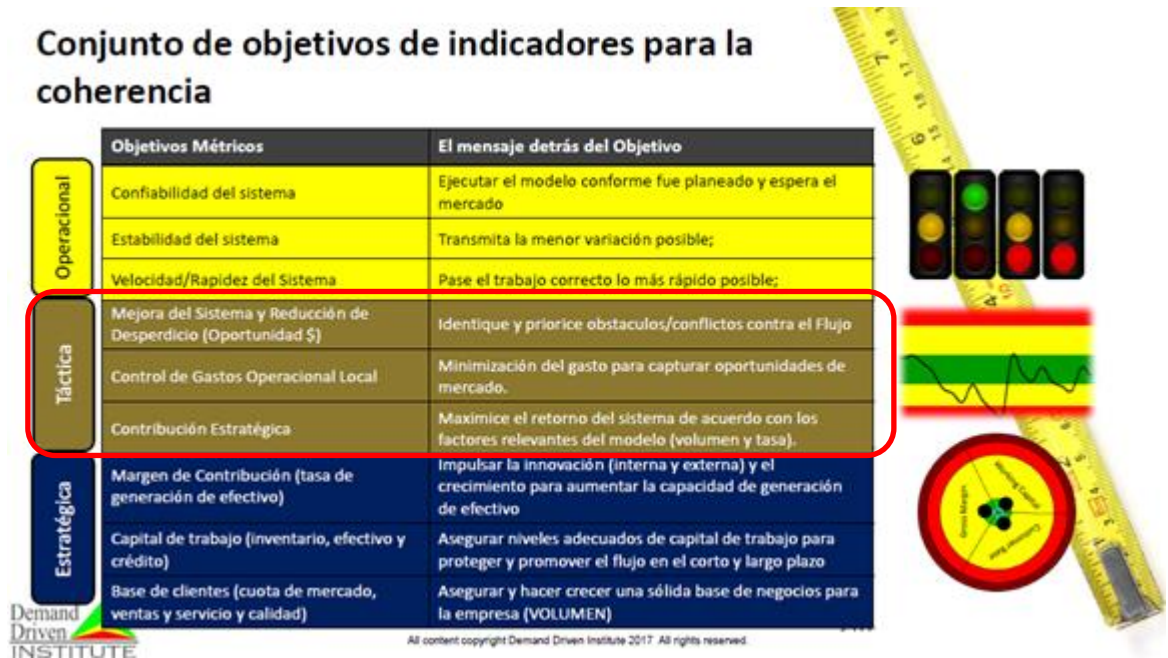 Conjunto de objetivos de indicadores para la
coherencia
Objetivos Métricos
El mensaje detrás del Objetivo
Operacional
Confiabilidad del sistema
Ejecutar el modelo conforme fue planeado y espera el
mercado
Estabilidad del sistema
Transmita la menor variación posible;
Velocidad/Rapidez del Sistema
Pase el trabajo correcto lo más rápido posible;
Táctica
Mejora del Sistema y Reducción de
Desperdicio (Oportunidad $)
Identique y priorice obstaculos/conflictos contra el Flujo
Control de Gastos Operacional Local
Minimización del gasto para capturar oportunidades de
mercado.
Contribución Estratégica
Maximice el retorno del sistema de acuerdo con los
factores relevantes del modelo (volumen y tasa).
Estratégica
Margen de Contribución (tasa de
generación de efectivo)
Impulsar la innovación (interna y externa) y el
crecimiento para aumentar la capacidad de generación
de efectivo
Capital de trabajo (inventario, efectivo y
crédito)
Asegurar niveles adecuados de capital de trabajo para
proteger y promover el flujo en el corto y largo plazo
Base de clientes (cuota de mercado,
ventas y servicio y calidad)
Asegurar y hacer crecer una sólida base de negocios para
la empresa (VOLUMEN)
Gross Margin
Working Capital
Customer Base
Demand
Driven
INSTITUTE
All content copyright Demand Driven Institute 2017 All rights reserved.